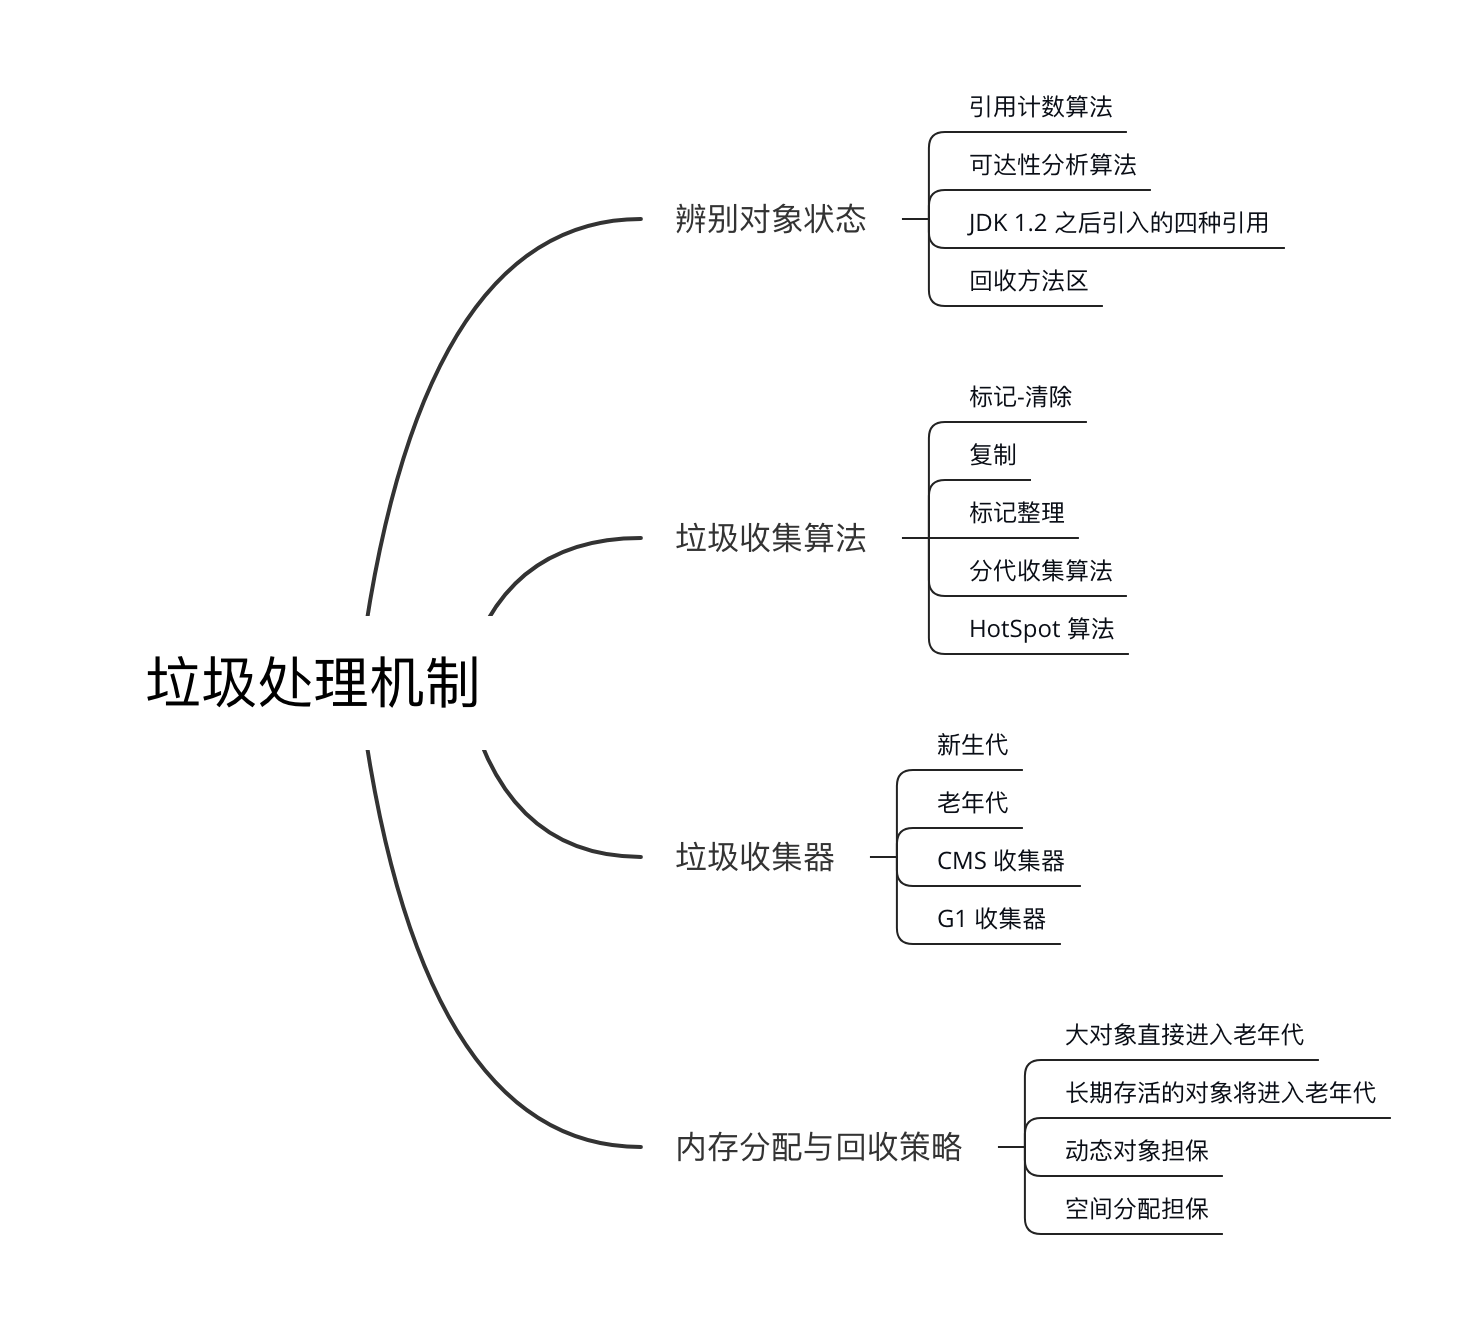 垃圾处理机制
辨别对象状态
引用计数算法
可达性分析算法
JDK 1.2 之后引入的四种引用
回收方法区
垃圾收集算法
标记-清除
复制
标记整理
分代收集算法
HotSpot 算法
垃圾收集器
新生代
老年代
CMS 收集器
G1 收集器
内存分配与回收策略
大对象直接进入老年代
长期存活的对象将进入老年代
动态对象担保
空间分配担保